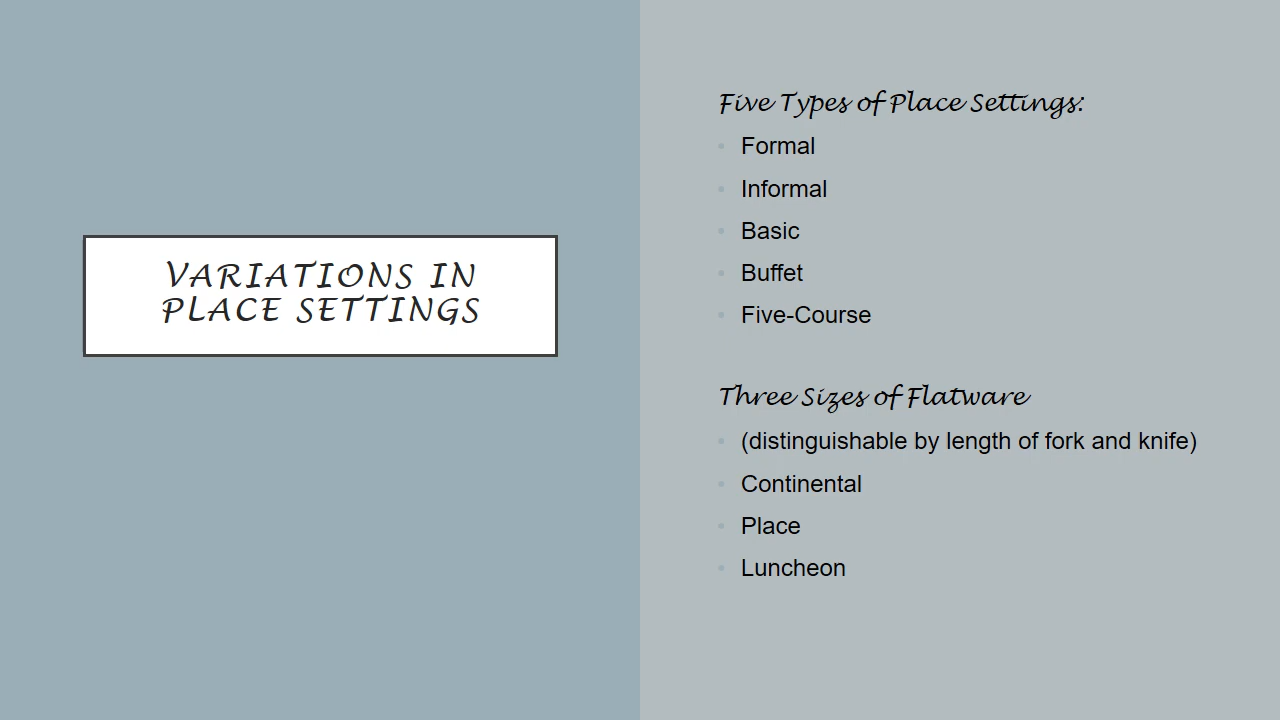 VARIATIONS IN
PLACE SETTINGS
Five Types of Place Settings:
• Formal
• Informal
• Basic
• Buffet
• Five-Course
Three Sizes of Flatware
• (distinguishable by length of fork and knife)
• Continental
• Place
• Luncheon